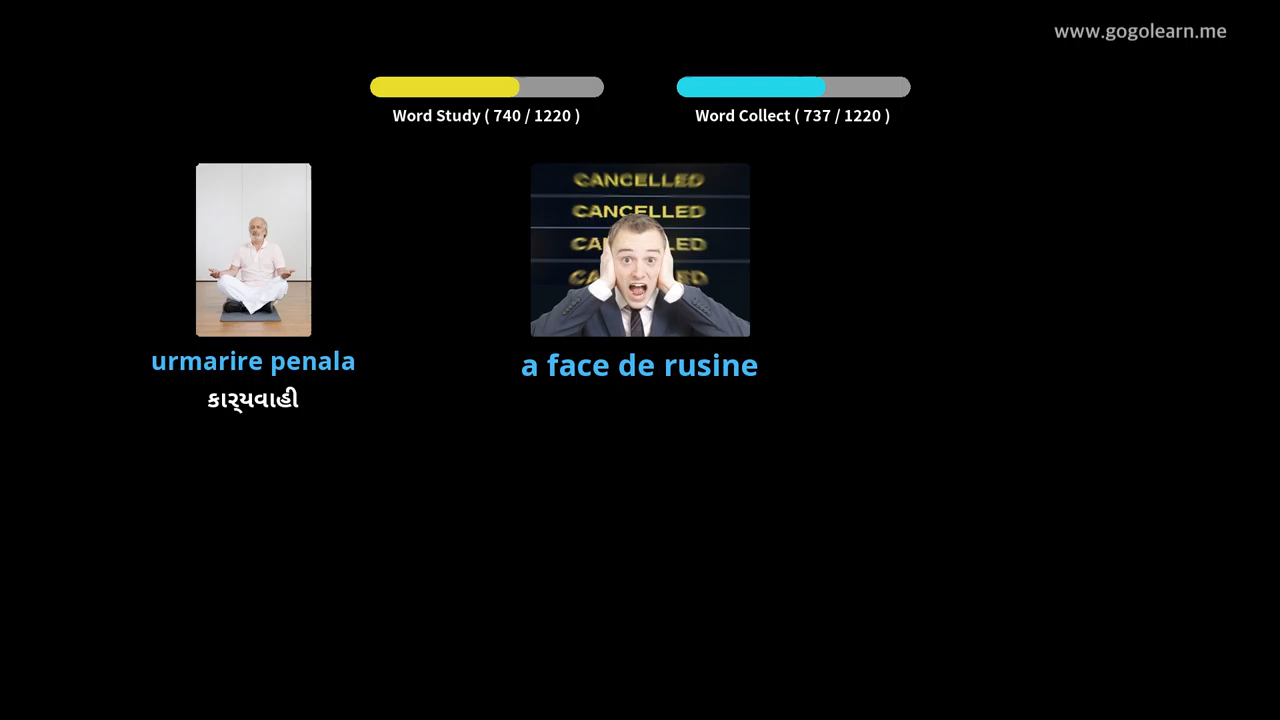 www.gogolearn.me
Word Study ( 740 / 1220 )
Word Collect ( 737 / 1220 )
CANCELLED
CANCELLED
urmarire penala
a face de rusine
કાર્યવાહી